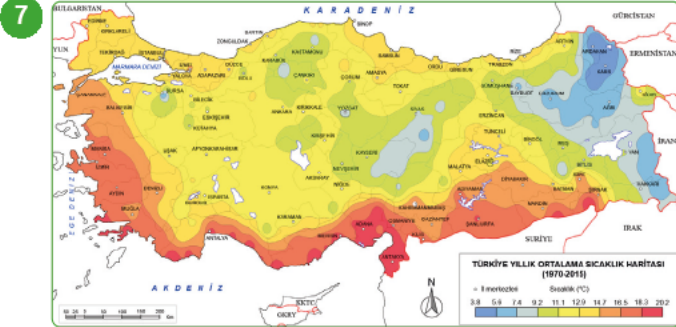 7
BULGARİSTAN
KARADENİZ
GÜRCİSTAN
ERMENİSTAN
YUN
İRAN
IRAK
SURİYE
AKDENİZ
EGE DENİZİ
MARMARA DENİZİ
KKTC
GKRY
KIRKLARELİ
TEKİRDAĞ
İSTANBUL
ZONGULDAK
BARTIN
KASTAMONU
SİNOP
SAMSUN
ORDU
GİRESUN
TRABZON
RİZE
ARTVİN
ARDAHAN
KARS
YALOVA
ADAPAZARI
DÜZCE
BOLU
KARABÜK
ÇANKIRI
ÇORUM
AMASYA
TOKAT
GÜMÜŞHANE
BAYBURT
ERZURUM
AĞRI
BALIKESİR
BURSA
BİLECİK
ESKİŞEHİR
KÜTAHYA
ANKARA
KIRIKKALE
YOZGAT
SİVAS
ERZİNCAN
TUNCELİ
BİNGÖL
MUŞ
VAN
MANİSA
İZMİR
UŞAK
AFYONKARAHİSAR
KIRŞEHİR
KAYSERİ
NEVŞEHİR
AKSARAY
NİĞDE
MALATYA
ELAZIĞ
DİYARBAKIR
BATMAN
BİTLİS
SİİRT
ŞIRNAK
HAKKARİ
AYDIN
DENİZLİ
ISPARTA
BURDUR
KONYA
KARAMAN
MUĞLA
ANTALYA
MERSİN
ADANA
OSMANİYE
KAHRAMANMARAŞ
GAZİANTEP
KİLİS
ADIYAMAN
ŞANLIURFA
MARDİN
ANTAKYA
N
TÜRKİYE YILLIK ORTALAMA SICAKLIK HARİTASI
(1970-2015)
İl merkezleri Sıcaklık (°C)
3.8 5.6 7.4 9.2 11.1 12.9 14.7 16.5 18.3 20.2